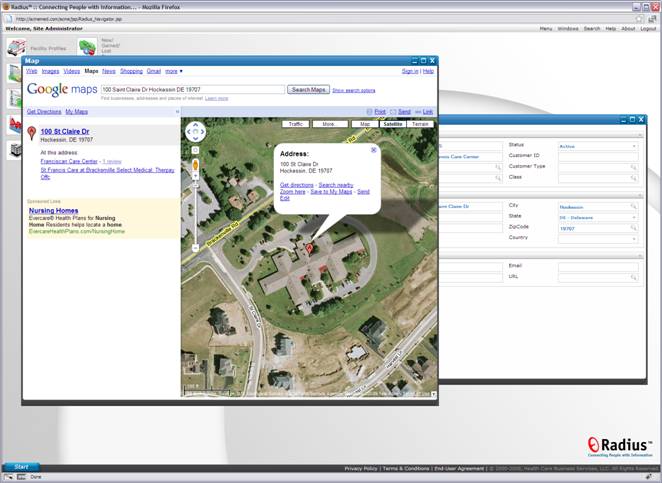 Radius™ :: Connecting People with Information... - Mozilla Firefox
http://acmemed.com/acme/jsp/Radius_Navigator.jsp
Welcome, Site Administrator
Menu Windows Search Help About Logout
Facility Profiles
New/
Gained/
Lost
Map
Web Images Videos Maps News Shopping Gmail more ▼
Sign in | Help
Google maps
100 Saint Claire Dr Hockessin DE 19707
Search Maps
Show search options
Find businesses, addresses and places of interest. Learn more
Get Directions My Maps
Print Send Link
100 St Claire Dr
Hockessin, DE 19707
At this address:
Franciscan Care Center - 1 review
St Francis Care at Brackenville Select Medical, Therpay
Offc
Sponsored Links
Nursing Homes
Evercare® Health Plans for Nursing
Home Residents helps locate a home
EvercareHealthPlans.com/NursingHome
Traffic More... Map Satellite Terrain
Address:
100 St Claire Dr
Hockessin, DE 19707
Get directions - Search nearby
Zoom here - Save to My Maps - Send
Edit
Brackenville Rd
Rd
St Claire Dr
Status Active
Customer ID
Customer Type
Class
Francis Care Center
Claire Dr
City Hockessin
State DE - Delaware
ZipCode 19707
Country
Email
URL
Radius™
Connecting People with Information
Start
Privacy Policy | Terms & Conditions | End-User Agreement | © 2000-2008, Health Care Business Services, LLC. All Rights Reserved
Done